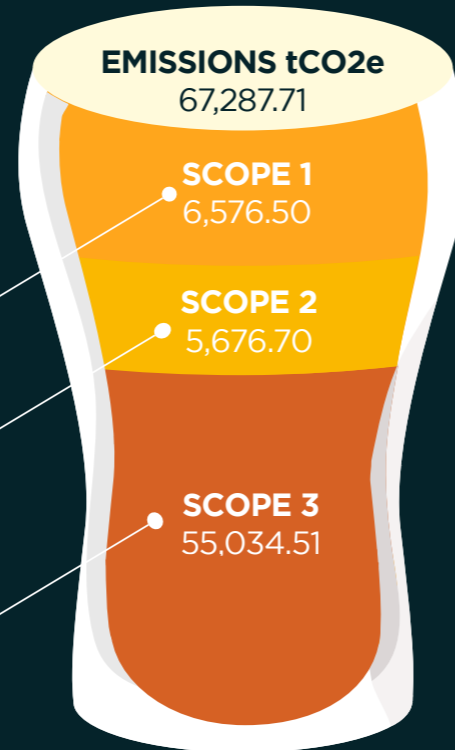 EMISSIONS tCO2e
67,287.71
SCOPE 1
6,576.50
SCOPE 2
5,676.70
SCOPE 3
55,034.51